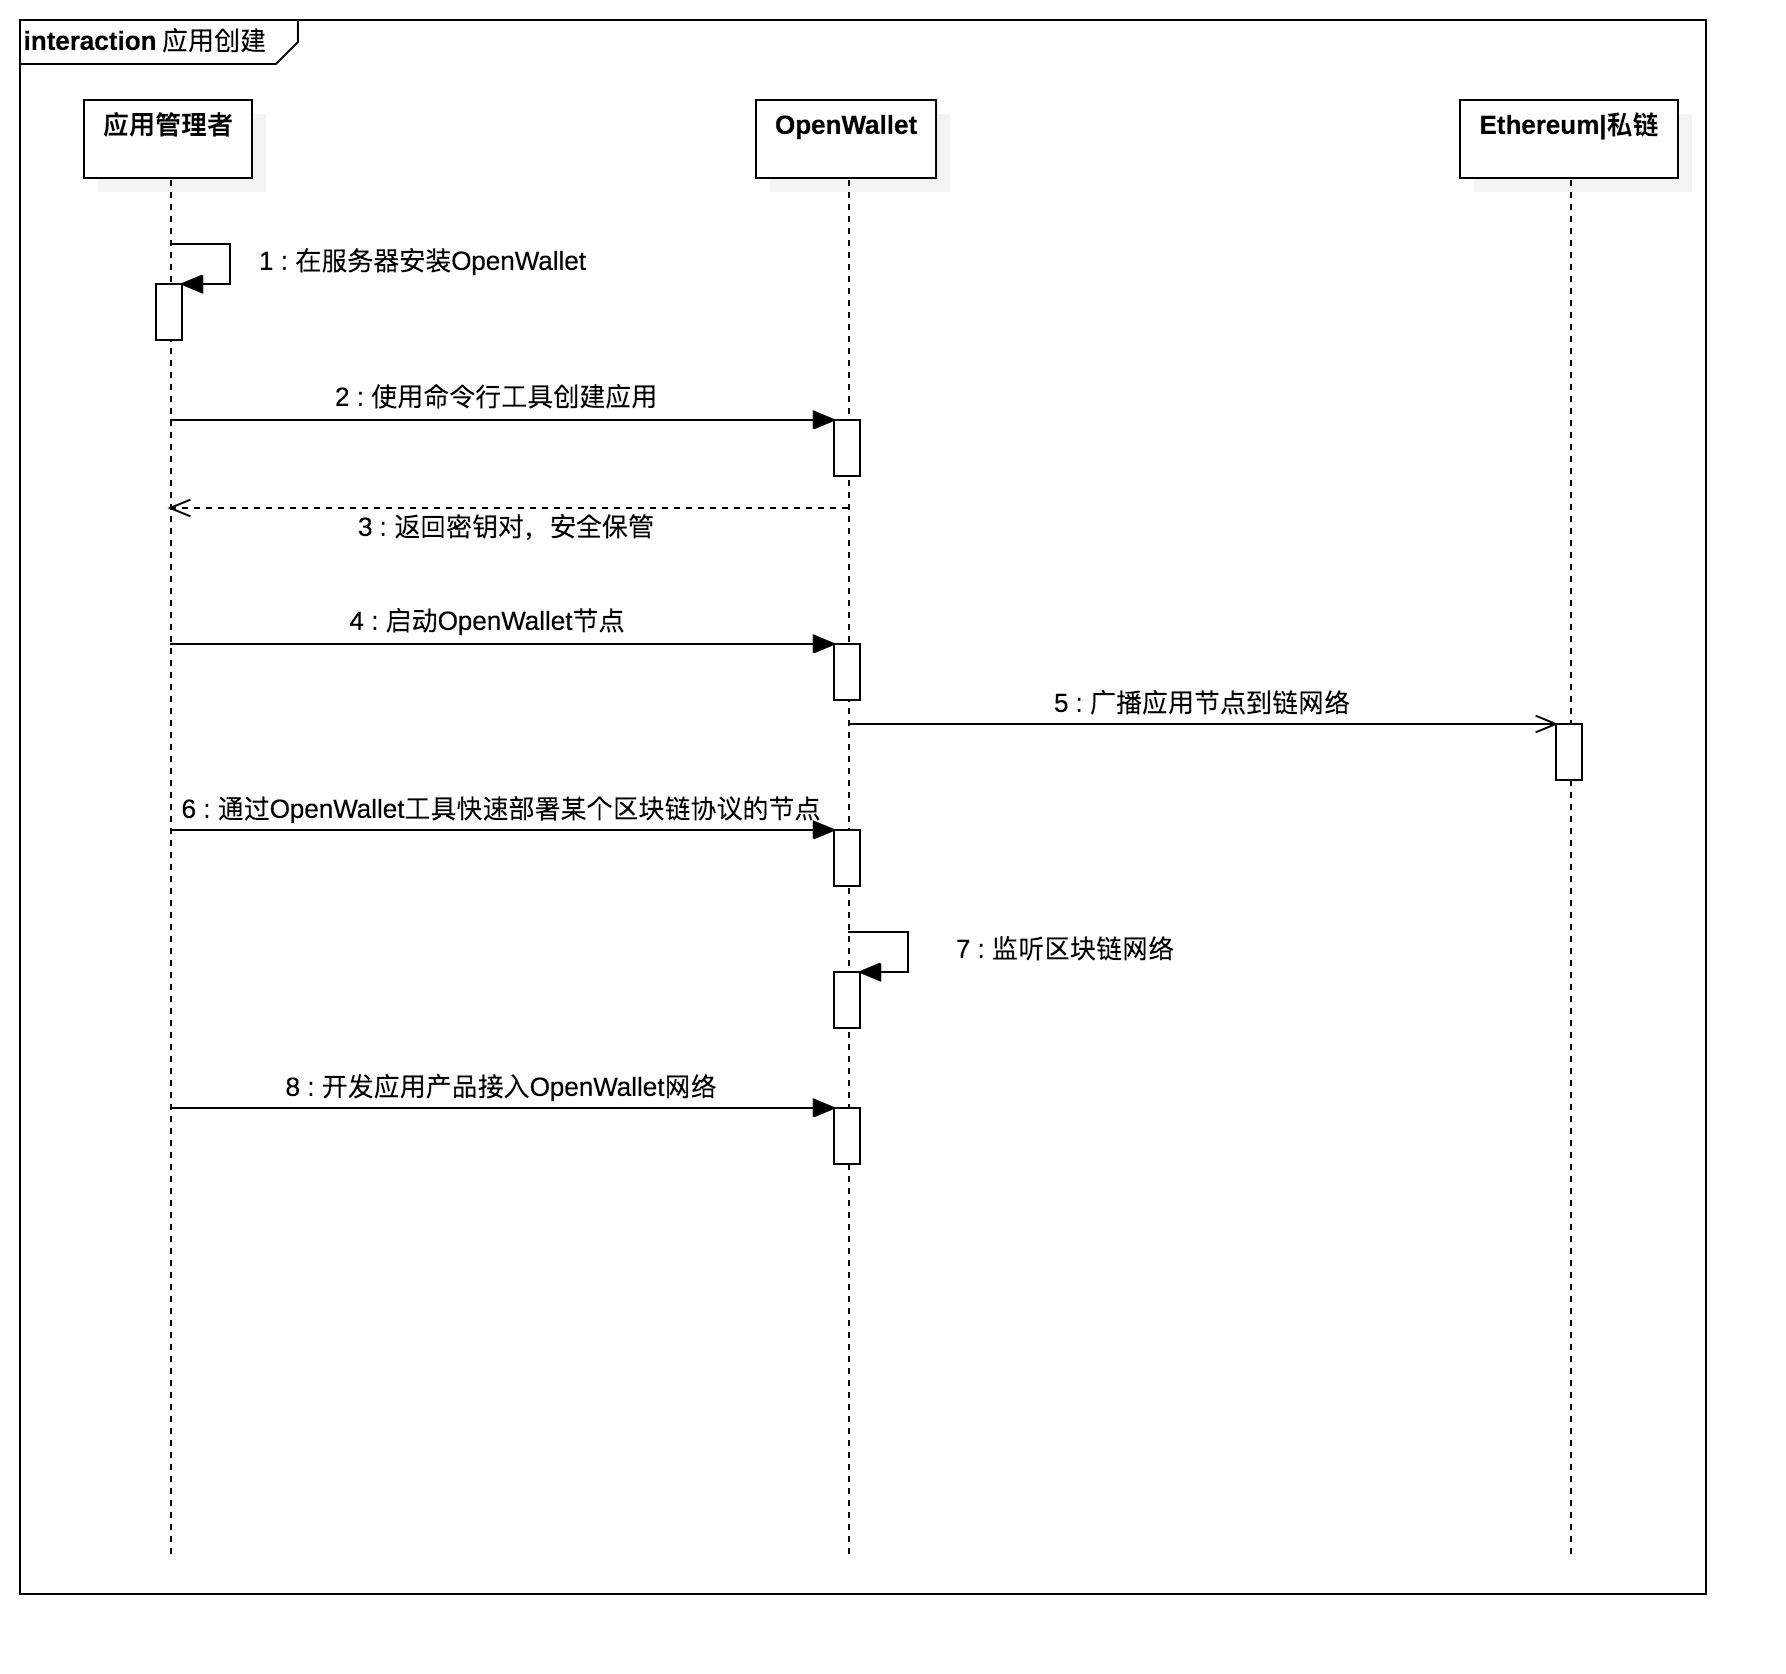 interaction 应用创建
应用管理者
OpenWallet
Ethereum|私链
1 : 在服务器安装OpenWallet
2 : 使用命令行工具创建应用
3 : 返回密钥对，安全保管
4 : 启动OpenWallet节点
5 : 广播应用节点到链网络
6 : 通过OpenWallet工具快速部署某个区块链协议的节点
7 : 监听区块链网络
8 : 开发应用产品接入OpenWallet网络